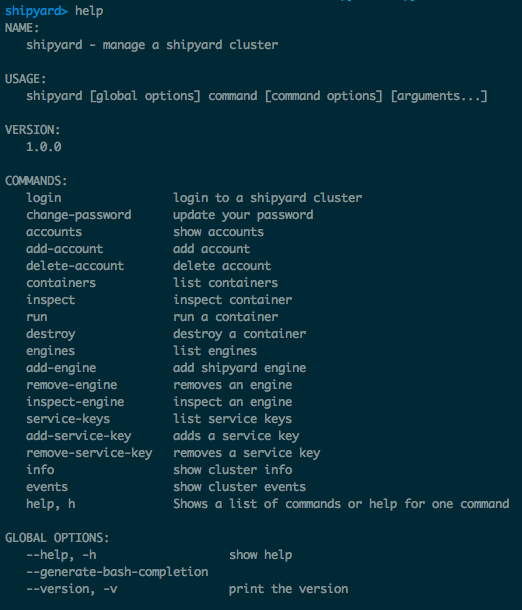 shipyard> help
NAME:
shipyard - manage a shipyard cluster
USAGE:
shipyard [global options] command [command options] [arguments...]
VERSION:
1.0.0
COMMANDS:
login login to a shipyard cluster
change-password update your password
accounts show accounts
add-account add account
delete-account delete account
containers list containers
inspect inspect container
run run a container
destroy destroy a container
engines list engines
add-engine add shipyard engine
remove-engine removes an engine
inspect-engine inspect an engine
service-keys list service keys
add-service-key adds a service key
remove-service-key removes a service key
info show cluster info
events show cluster events
help, h Shows a list of commands or help for one command
GLOBAL OPTIONS:
--help, -h show help
--generate-bash-completion
--version, -v print the version